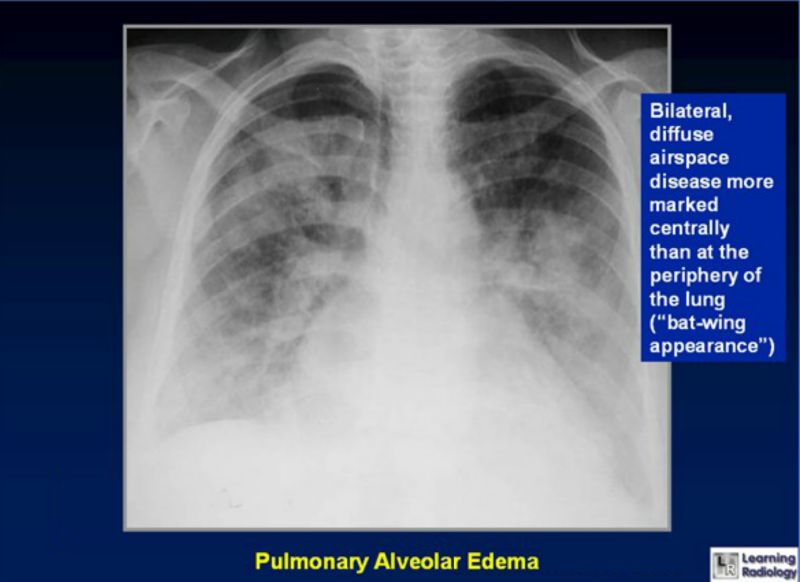 Bilateral,
diffuse
airspace
disease more
marked
centrally
than at the
periphery of
the lung
("bat-wing
appearance")
Pulmonary Alveolar Edema
LR
Learning
Radiology